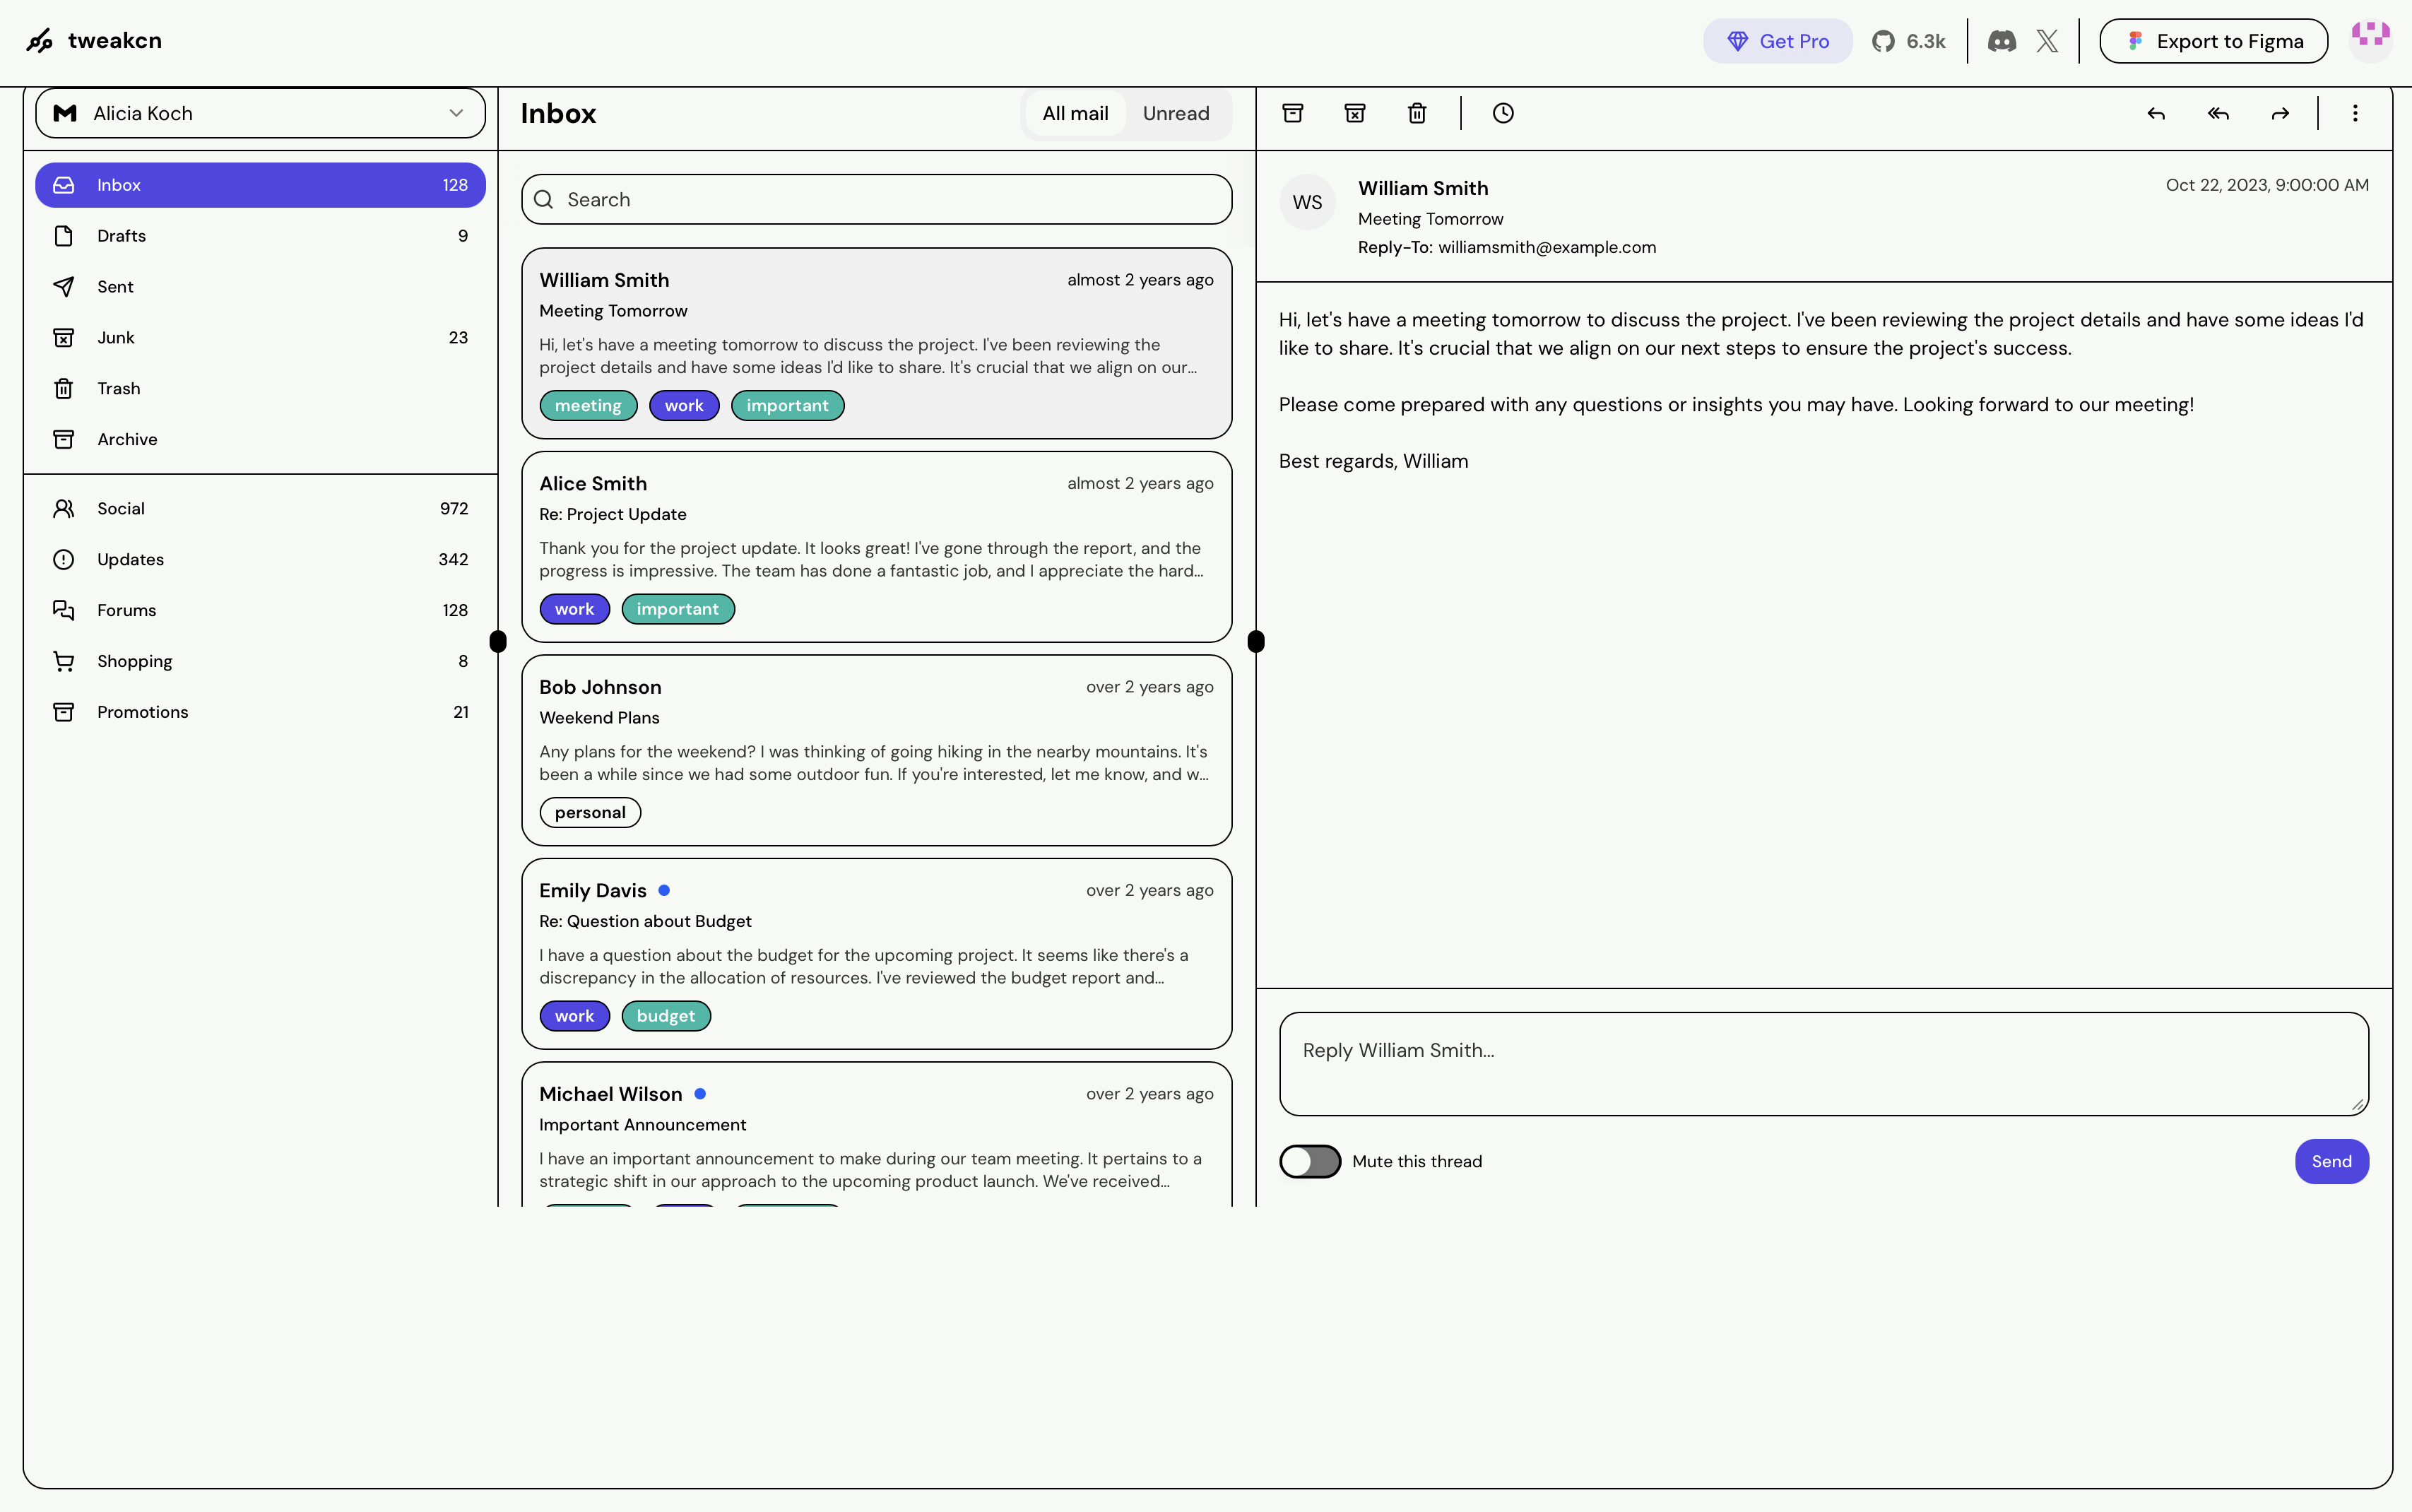 tweakcn
Get Pro
6.3k
Export to Figma
Alicia Koch
Inbox 128
Drafts 9
Sent
Junk 23
Trash
Archive
Social 972
Updates 342
Forums 128
Shopping 8
Promotions 21
Inbox
All mail Unread
Search
William Smith almost 2 years ago
Meeting Tomorrow
Hi, let's have a meeting tomorrow to discuss the project. I've been reviewing the
project details and have some ideas I'd like to share. It's crucial that we align on our...
meeting work important
Alice Smith almost 2 years ago
Re: Project Update
Thank you for the project update. It looks great! I've gone through the report, and the
progress is impressive. The team has done a fantastic job, and I appreciate the hard...
work important
Bob Johnson over 2 years ago
Weekend Plans
Any plans for the weekend? I was thinking of going hiking in the nearby mountains. It's
been a while since we had some outdoor fun. If you're interested, let me know, and w...
personal
Emily Davis over 2 years ago
Re: Question about Budget
I have a question about the budget for the upcoming project. It seems like there's a
discrepancy in the allocation of resources. I've reviewed the budget report and...
work budget
Michael Wilson over 2 years ago
Important Announcement
I have an important announcement to make during our team meeting. It pertains to a
strategic shift in our approach to the upcoming product launch. We've received...
WS
William Smith
Oct 22, 2023, 9:00:00 AM
Meeting Tomorrow
Reply-To: williamsmith@example.com
Hi, let's have a meeting tomorrow to discuss the project. I've been reviewing the project details and have some ideas I'd
like to share. It's crucial that we align on our next steps to ensure the project's success.
Please come prepared with any questions or insights you may have. Looking forward to our meeting!
Best regards, William
Reply William Smith...
Mute this thread
Send